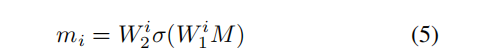 m_i = W_2^i σ(W_1^i M) (5)